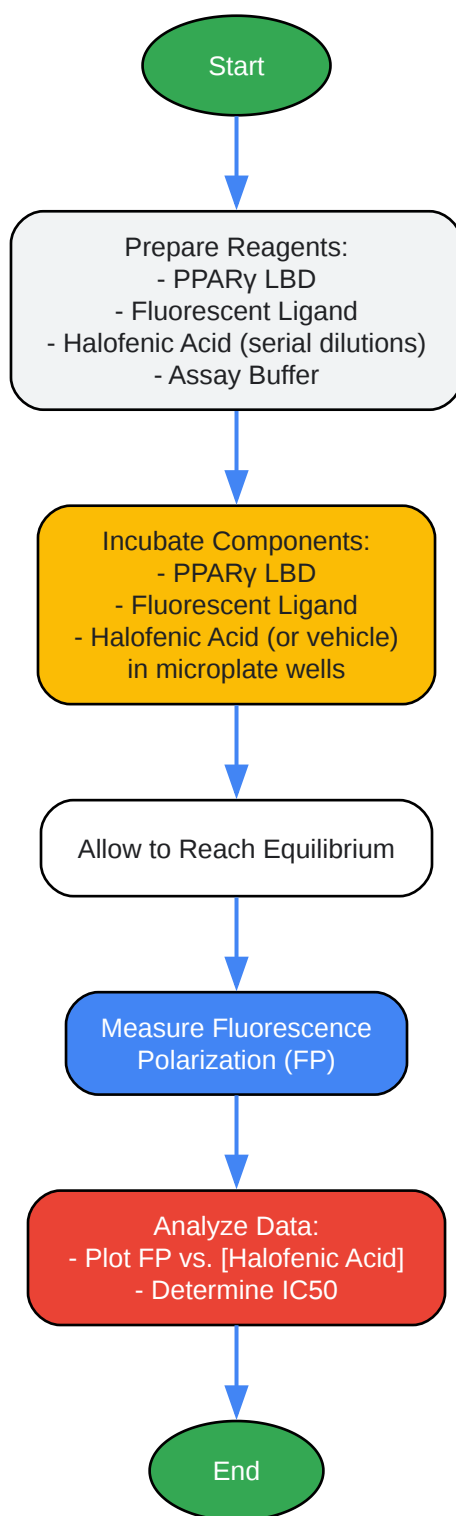 Start
Prepare Reagents:
- PPARγ LBD
- Fluorescent Ligand
- Halofenic Acid (serial dilutions)
- Assay Buffer
Incubate Components:
- PPARγ LBD
- Fluorescent Ligand
- Halofenic Acid (or vehicle)
in microplate wells
Allow to Reach Equilibrium
Measure Fluorescence
Polarization (FP)
Analyze Data:
- Plot FP vs. [Halofenic Acid]
- Determine IC50
End